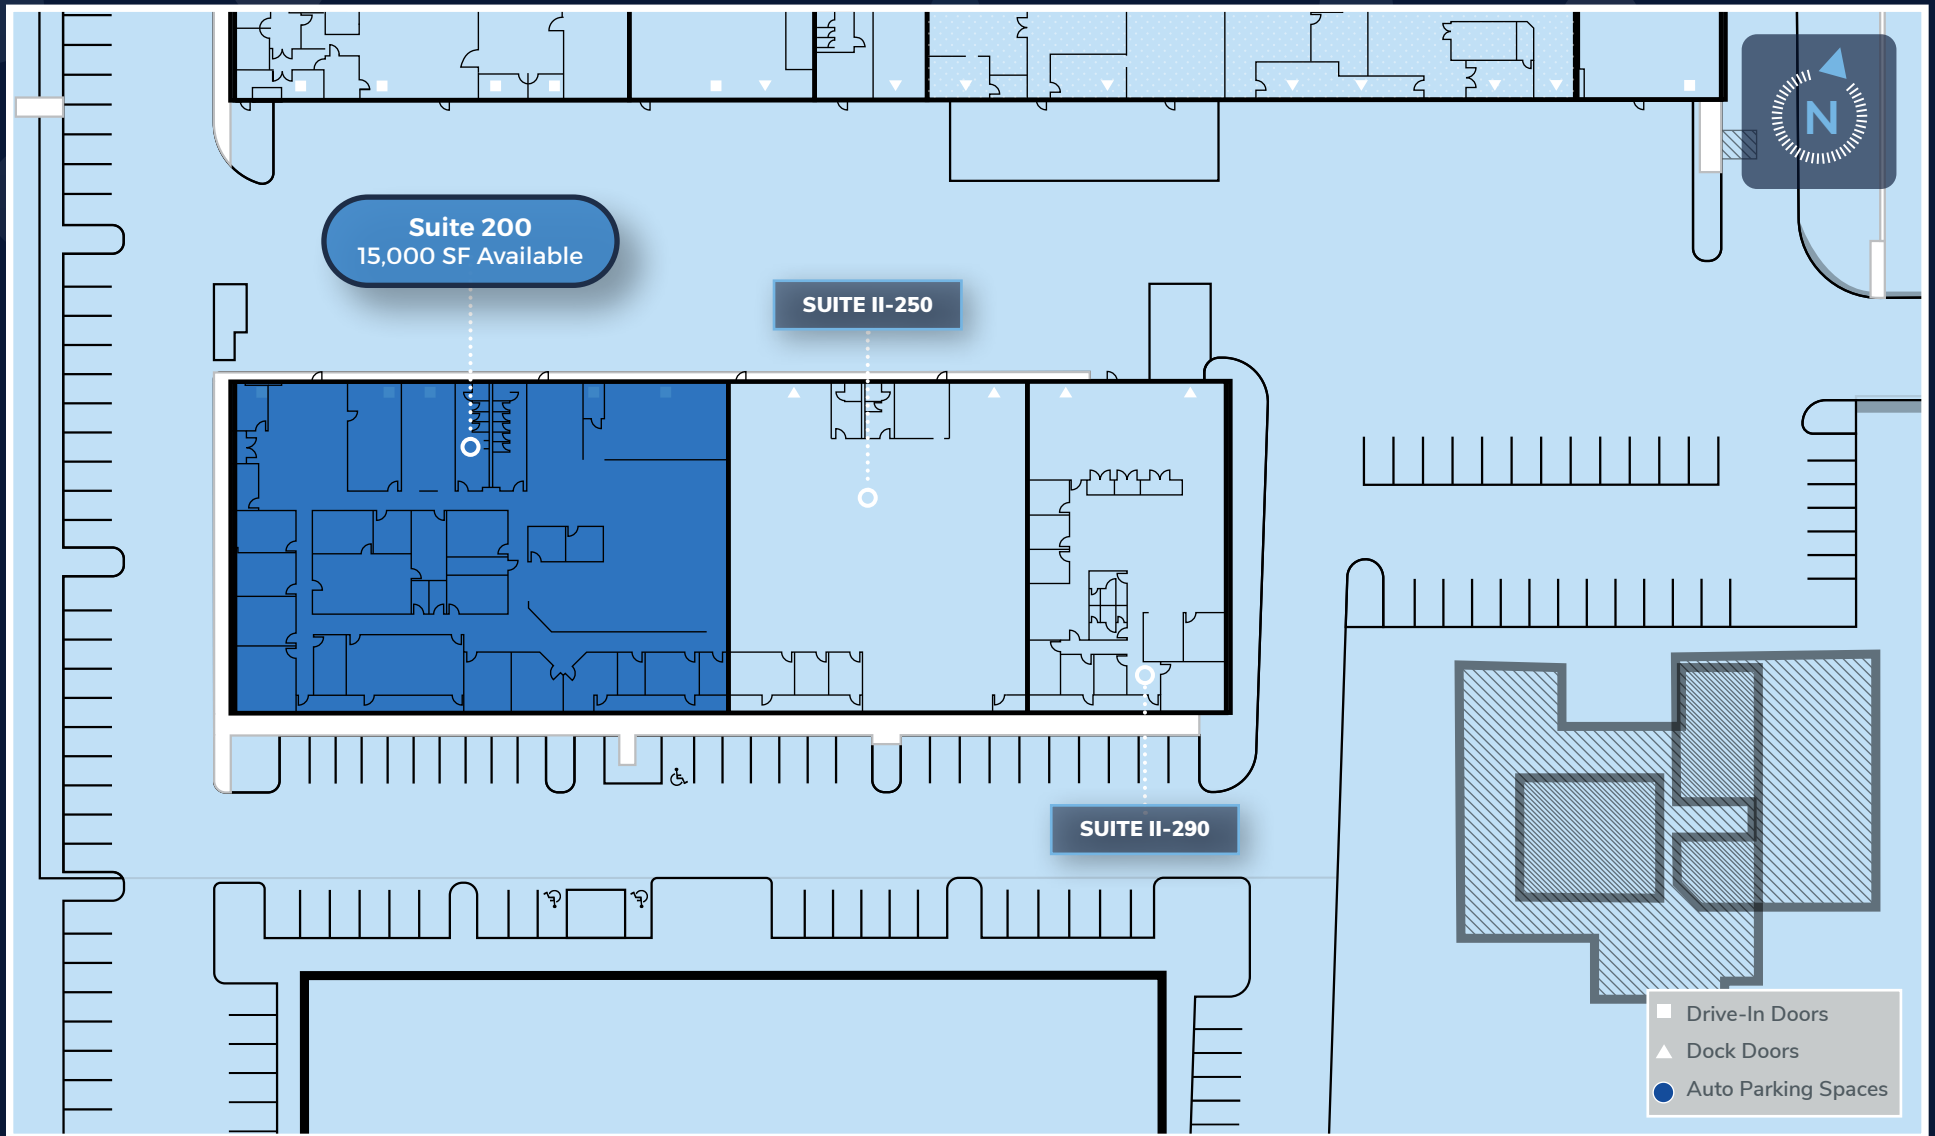 N
Suite 200
15,000 SF Available
SUITE II-250
SUITE II-290
Drive-In Doors
Dock Doors
Auto Parking Spaces